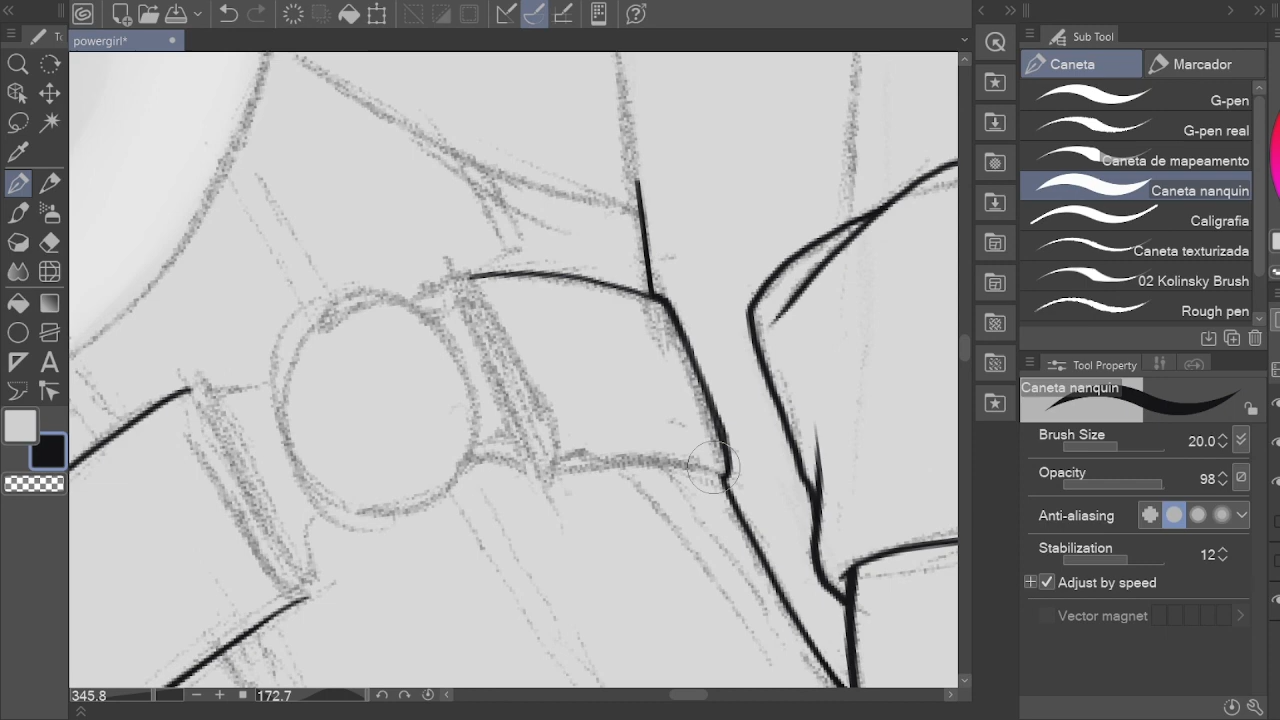 powergirl*
Sub Tool
Caneta
Marcador
G-pen
G-pen real
Caneta de mapeamento
Caneta nanquin
Caligrafia
Caneta texturizada
02 Kolinsky Brush
Rough pen
Tool Property
Caneta nanquin
Brush Size 20.0
Opacity 98
Anti-aliasing
Stabilization 12
Adjust by speed
Vector magnet
345.8
172.7